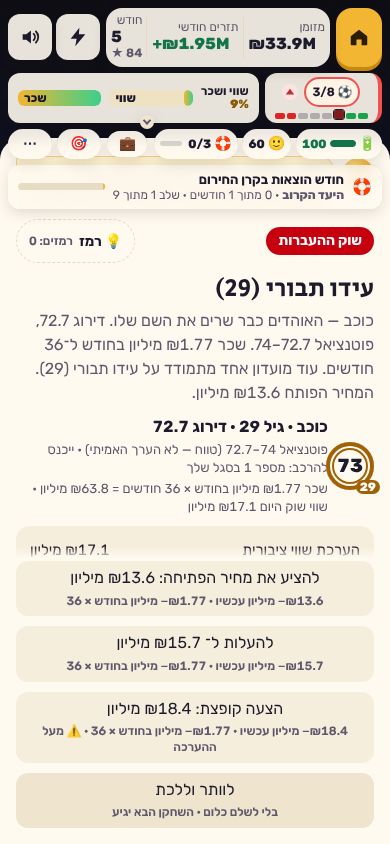 מזומן
₪33.9M
תזרים חודשי
+₪1.95M
חודש
5
★ 84
⚽ 3/8
שווי ושכר
9%
שווי
שכר
🔋 100
🙂 60
🛟 0/3
💼
🎯
...
חודש הוצאות בקרן החירום
היעד הקרוב · 0 מתוך 1 חודשים · שלב 1 מתוך 9
שוק ההעברות
💡 רמז רמזים: 0
עידו תבורי (29)
כוכב — האוהדים כבר שרים את השם שלו. דירוג 72.7,
פוטנציאל 72.7–74. שכר ₪1.77 מיליון בחודש ל־36
חודשים. עוד מועדון אחד מתמודד על עידו תבורי (29).
המחיר הפותח ₪13.6 מיליון.
73
29
כוכב · גיל 29 · דירוג 72.7
פוטנציאל 72.7–74 (טווח — לא הערך האמיתי) · ייכנס
להרכב: מספר 1 בסגל שלך
שכר ₪1.77 מיליון בחודש × 36 חודשים = ₪63.8 מיליון ·
שווי שוק היום ₪17.1 מיליון
הערכת שווי ציבורית
₪17.1 מיליון
להציע את מחיר הפתיחה: ₪13.6 מיליון
−₪13.6 מיליון עכשיו · −₪1.77 מיליון בחודש × 36
להעלות ל־ ₪15.7 מיליון
−₪15.7 מיליון עכשיו · −₪1.77 מיליון בחודש × 36
הצעה קופצת: ₪18.4 מיליון
−₪18.4 מיליון עכשיו · −₪1.77 מיליון בחודש × 36 · ⚠️ מעל
ההערכה
לוותר וללכת
בלי לשלם כלום · השחקן הבא יגיע